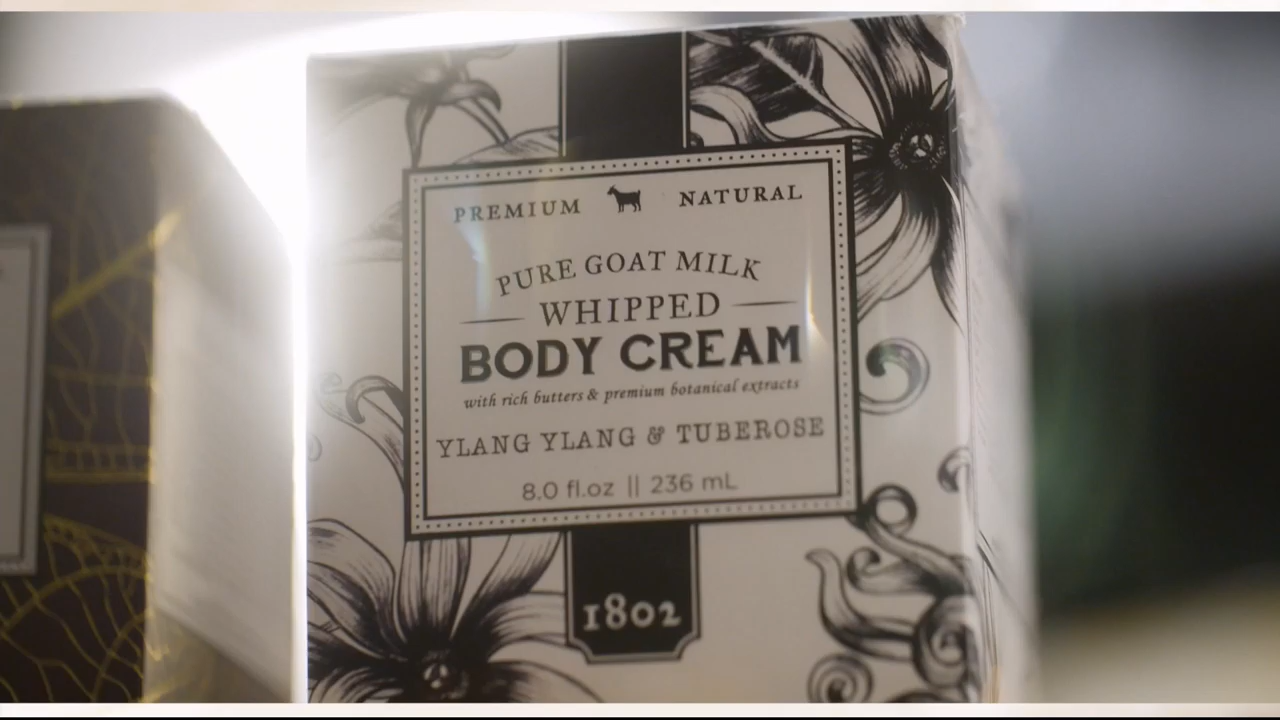 PREMIUM NATURAL
PURE GOAT MILK
WHIPPED
BODY CREAM
with rich butters & premium botanical extracts
YLANG YLANG & TUBEROSE
8.0 fl.oz || 236 mL
1802